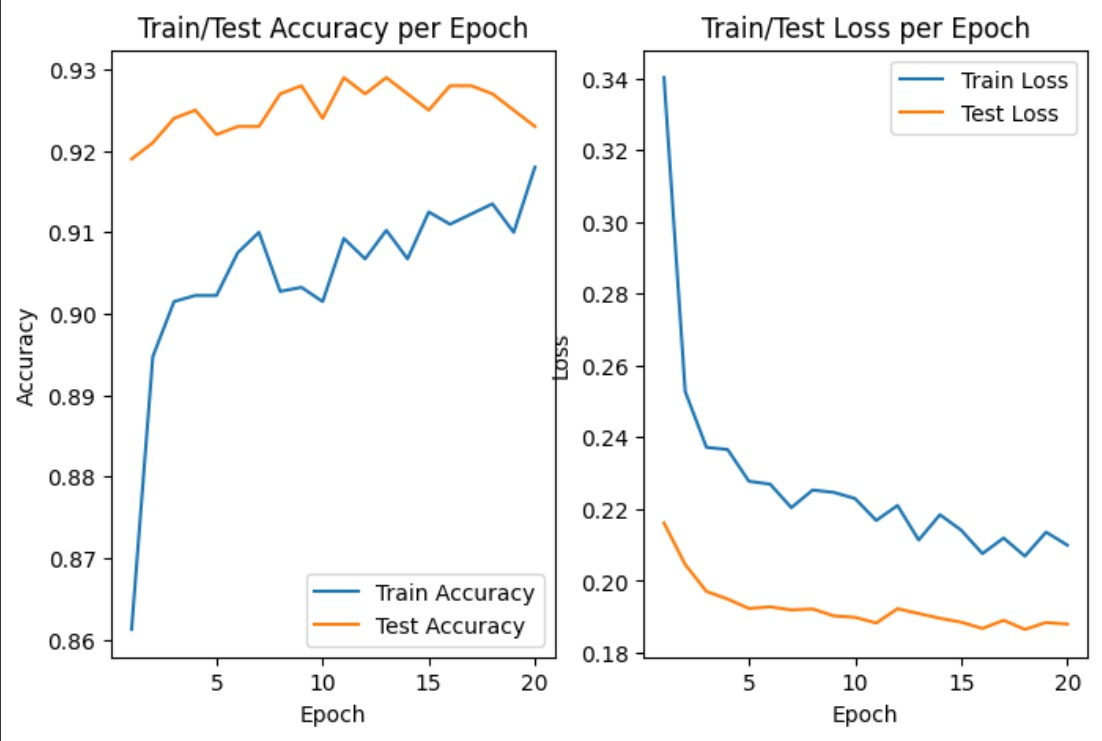 Train/Test Accuracy per Epoch
0.93
0.92
0.91
0.90
0.89
0.88
0.87
0.86
Accuracy
Train Accuracy
Test Accuracy
5
10
15
20
Epoch
Train/Test Loss per Epoch
0.34
0.32
0.30
0.28
0.26
0.24
0.22
0.20
0.18
Loss
Train Loss
Test Loss
5
10
15
20
Epoch